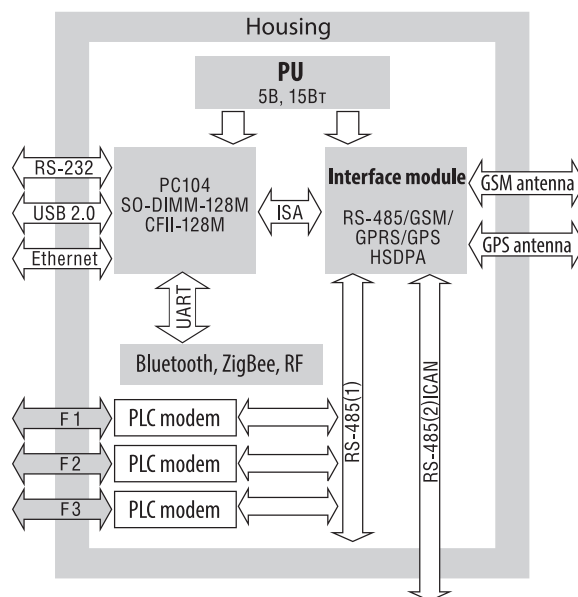 Housing
PU
5В, 15Вт
RS-232
USB 2.0
Ethernet
PC104
SO-DIMM-128M
CFII-128M
ISA
Interface module
RS-485/GSM/
GPRS/GPS
HSDPA
GSM antenna
GPS antenna
UART
Bluetooth, ZigBee, RF
F1
PLC modem
F2
PLC modem
F3
PLC modem
RS-485(1)
RS-485(2)ICAN